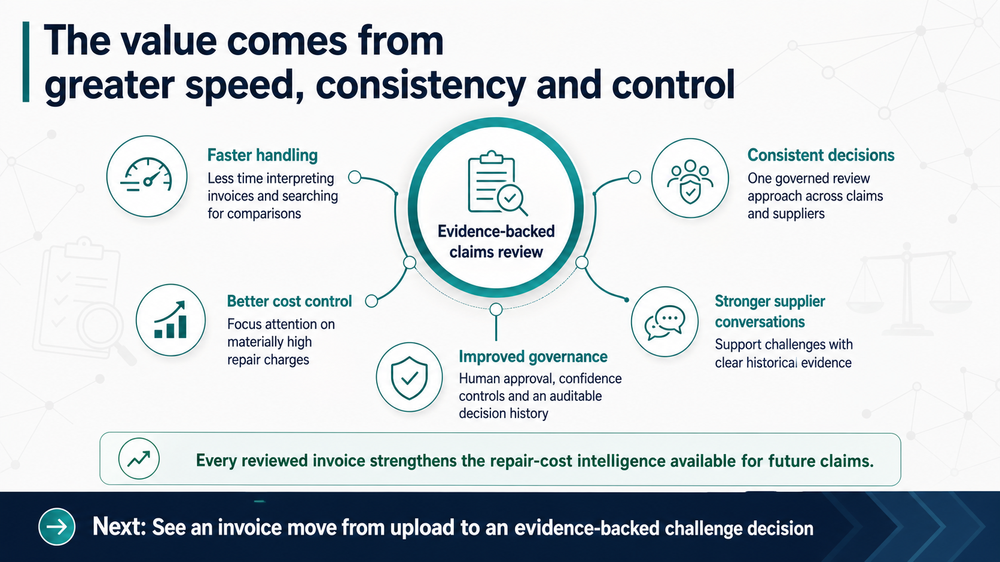 The value comes from
greater speed, consistency and control
Faster handling
Less time interpreting
invoices and searching
for comparisons
Evidence-backed
claims review
Consistent decisions
One governed review
approach across claims
and suppliers
Better cost control
Focus attention on
materially high
repair charges
Improved governance
Human approval, confidence
controls and an auditable
decision history
Stronger supplier
conversations
Support challenges with
clear historical evidence
Every reviewed invoice strengthens the repair-cost intelligence available for future claims.
Next: See an invoice move from upload to an evidence-backed challenge decision